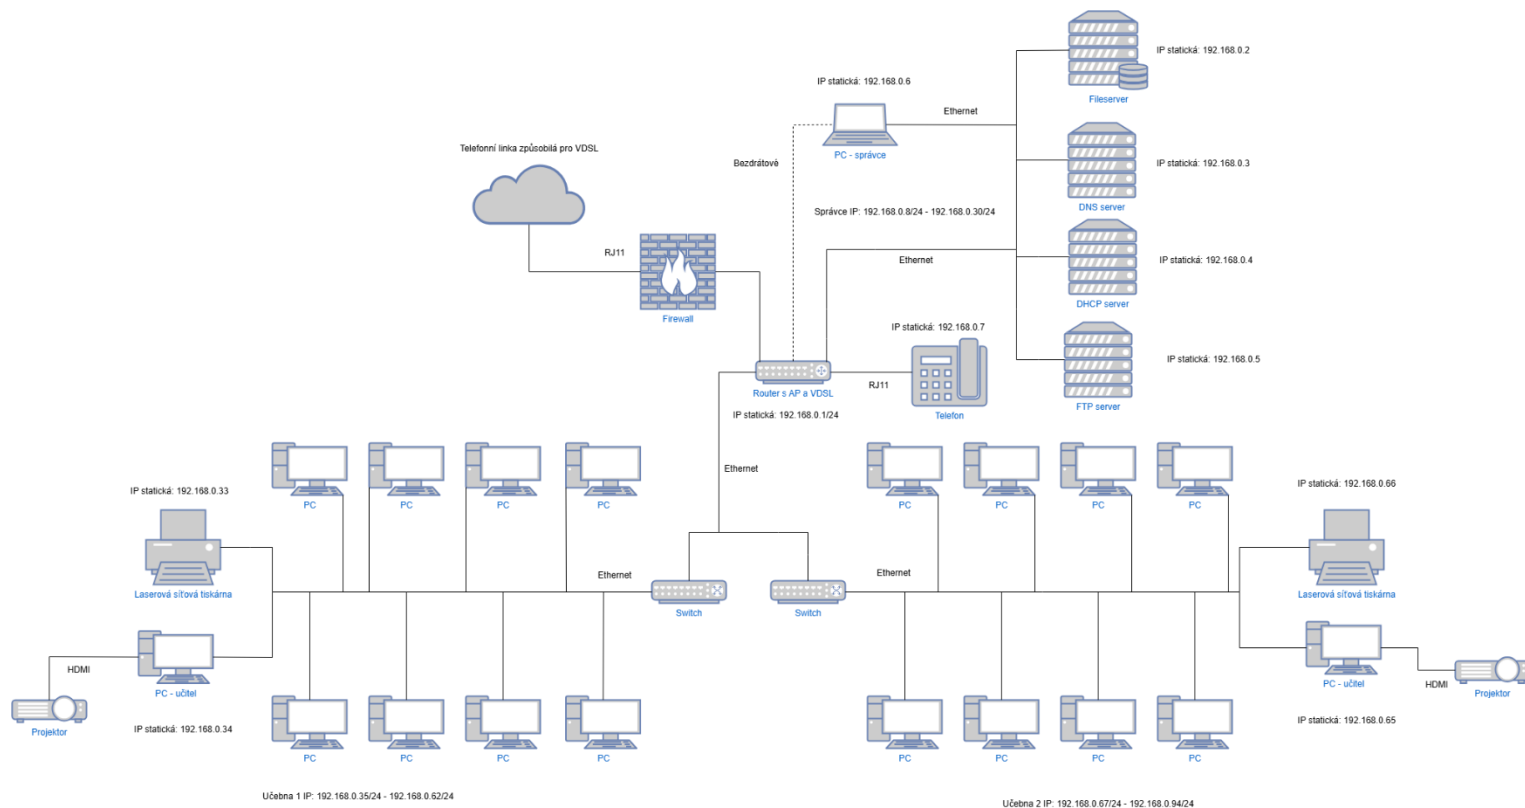 IP statická: 192.168.0.2
Fileserver
IP statická: 192.168.0.6
Ethernet
PC - správce
Telefonní linka způsobilá pro VDSL
Bezdrátové
IP statická: 192.168.0.3
DNS server
Správce IP: 192.168.0.8/24 - 192.168.0.30/24
RJ11
Firewall
Ethernet
IP statická: 192.168.0.4
DHCP server
IP statická: 192.168.0.7
IP statická: 192.168.0.5
FTP server
Router s AP a VDSL
RJ11
Telefon
IP statická: 192.168.0.1/24
Ethernet
PC
PC
PC
PC
PC
PC
PC
PC
IP statická: 192.168.0.33
Laserová síťová tiskárna
IP statická: 192.168.0.66
Laserová síťová tiskárna
Ethernet
Switch
Switch
Ethernet
HDMI
PC - učitel
Projektor
IP statická: 192.168.0.34
PC - učitel
HDMI
Projektor
IP statická: 192.168.0.65
PC
PC
PC
PC
PC
PC
PC
PC
Učebna 1 IP: 192.168.0.35/24 - 192.168.0.62/24
Učebna 2 IP: 192.168.0.67/24 - 192.168.0.94/24